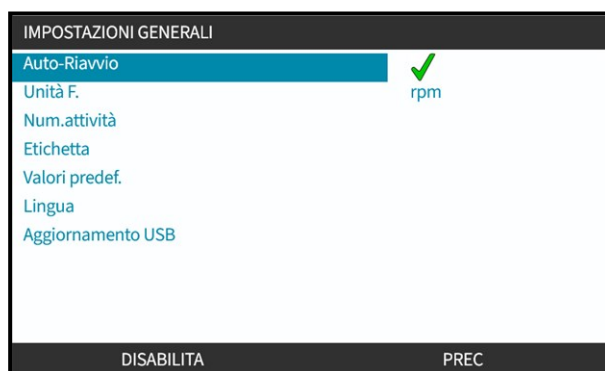 IMPOSTAZIONI GENERALI
Auto-Riavvio
Unità F. rpm
Num.attività
Etichetta
Valori predef.
Lingua
Aggiornamento USB
DISABILITA PREC